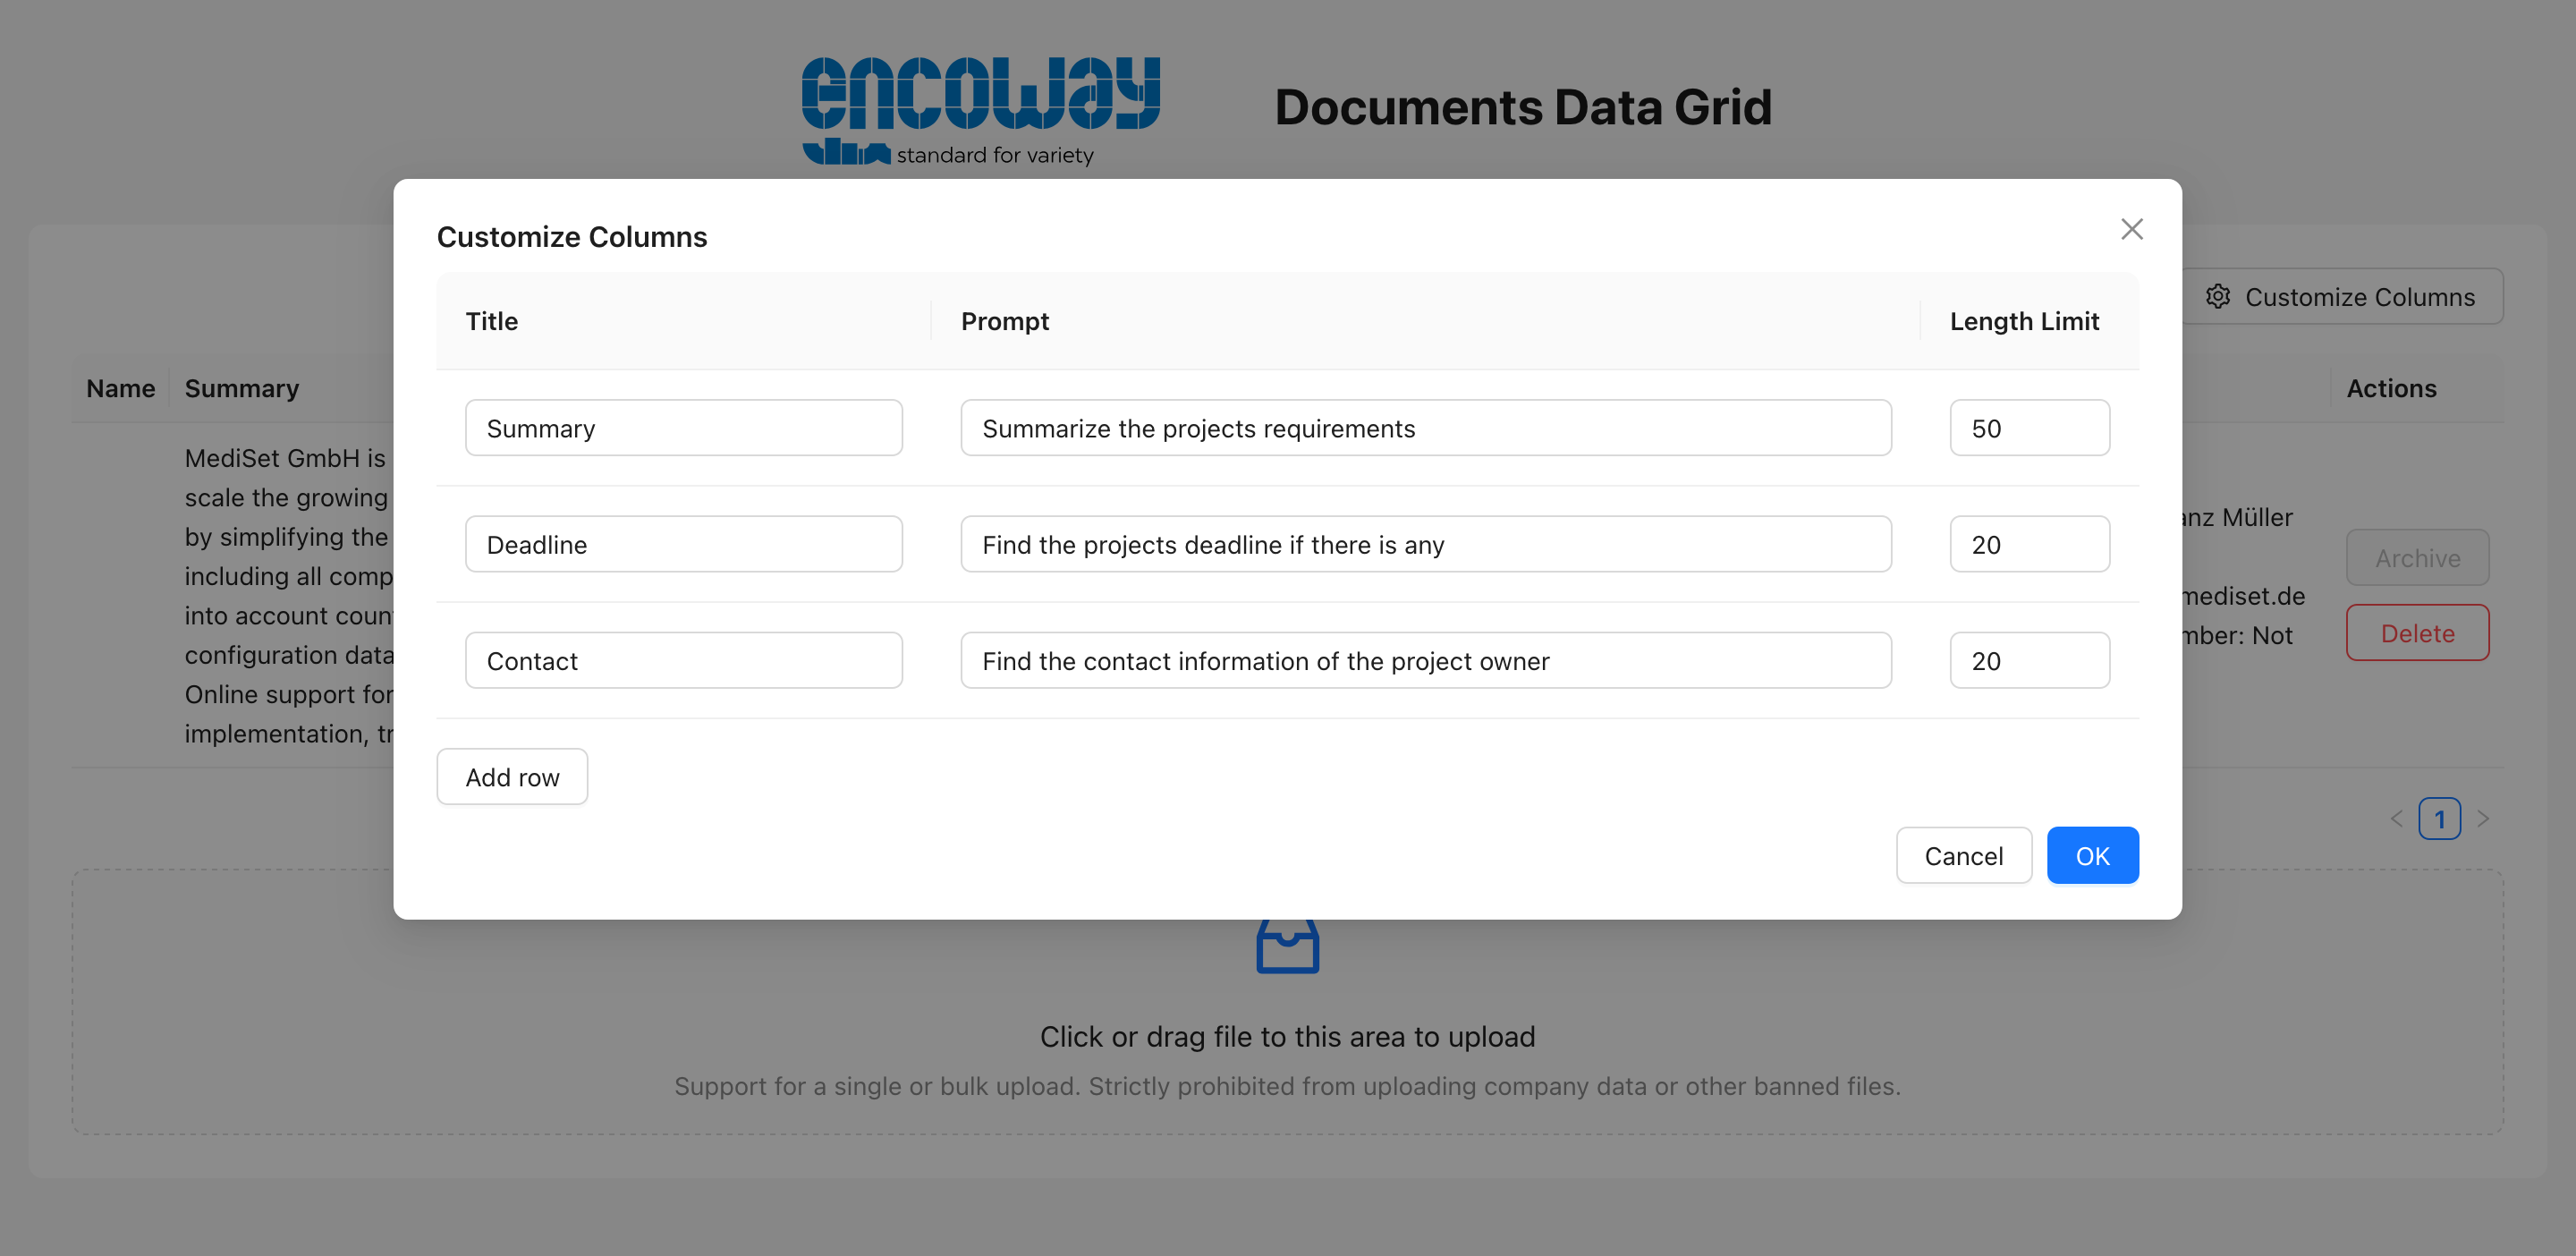 encoway
standard for variety
Documents Data Grid
Customize Columns
Title Prompt Length Limit
Summary Summarize the projects requirements 50
Deadline Find the projects deadline if there is any 20
Contact Find the contact information of the project owner 20
Add row
Cancel OK
Customize Columns
Name Summary Actions
MediSet GmbH is
scale the growing
by simplifying the
including all comp
into account coun
configuration data
Online support for
implementation, tr
anz Müller
mediset.de
mber: Not
Archive
Delete
1
Click or drag file to this area to upload
Support for a single or bulk upload. Strictly prohibited from uploading company data or other banned files.